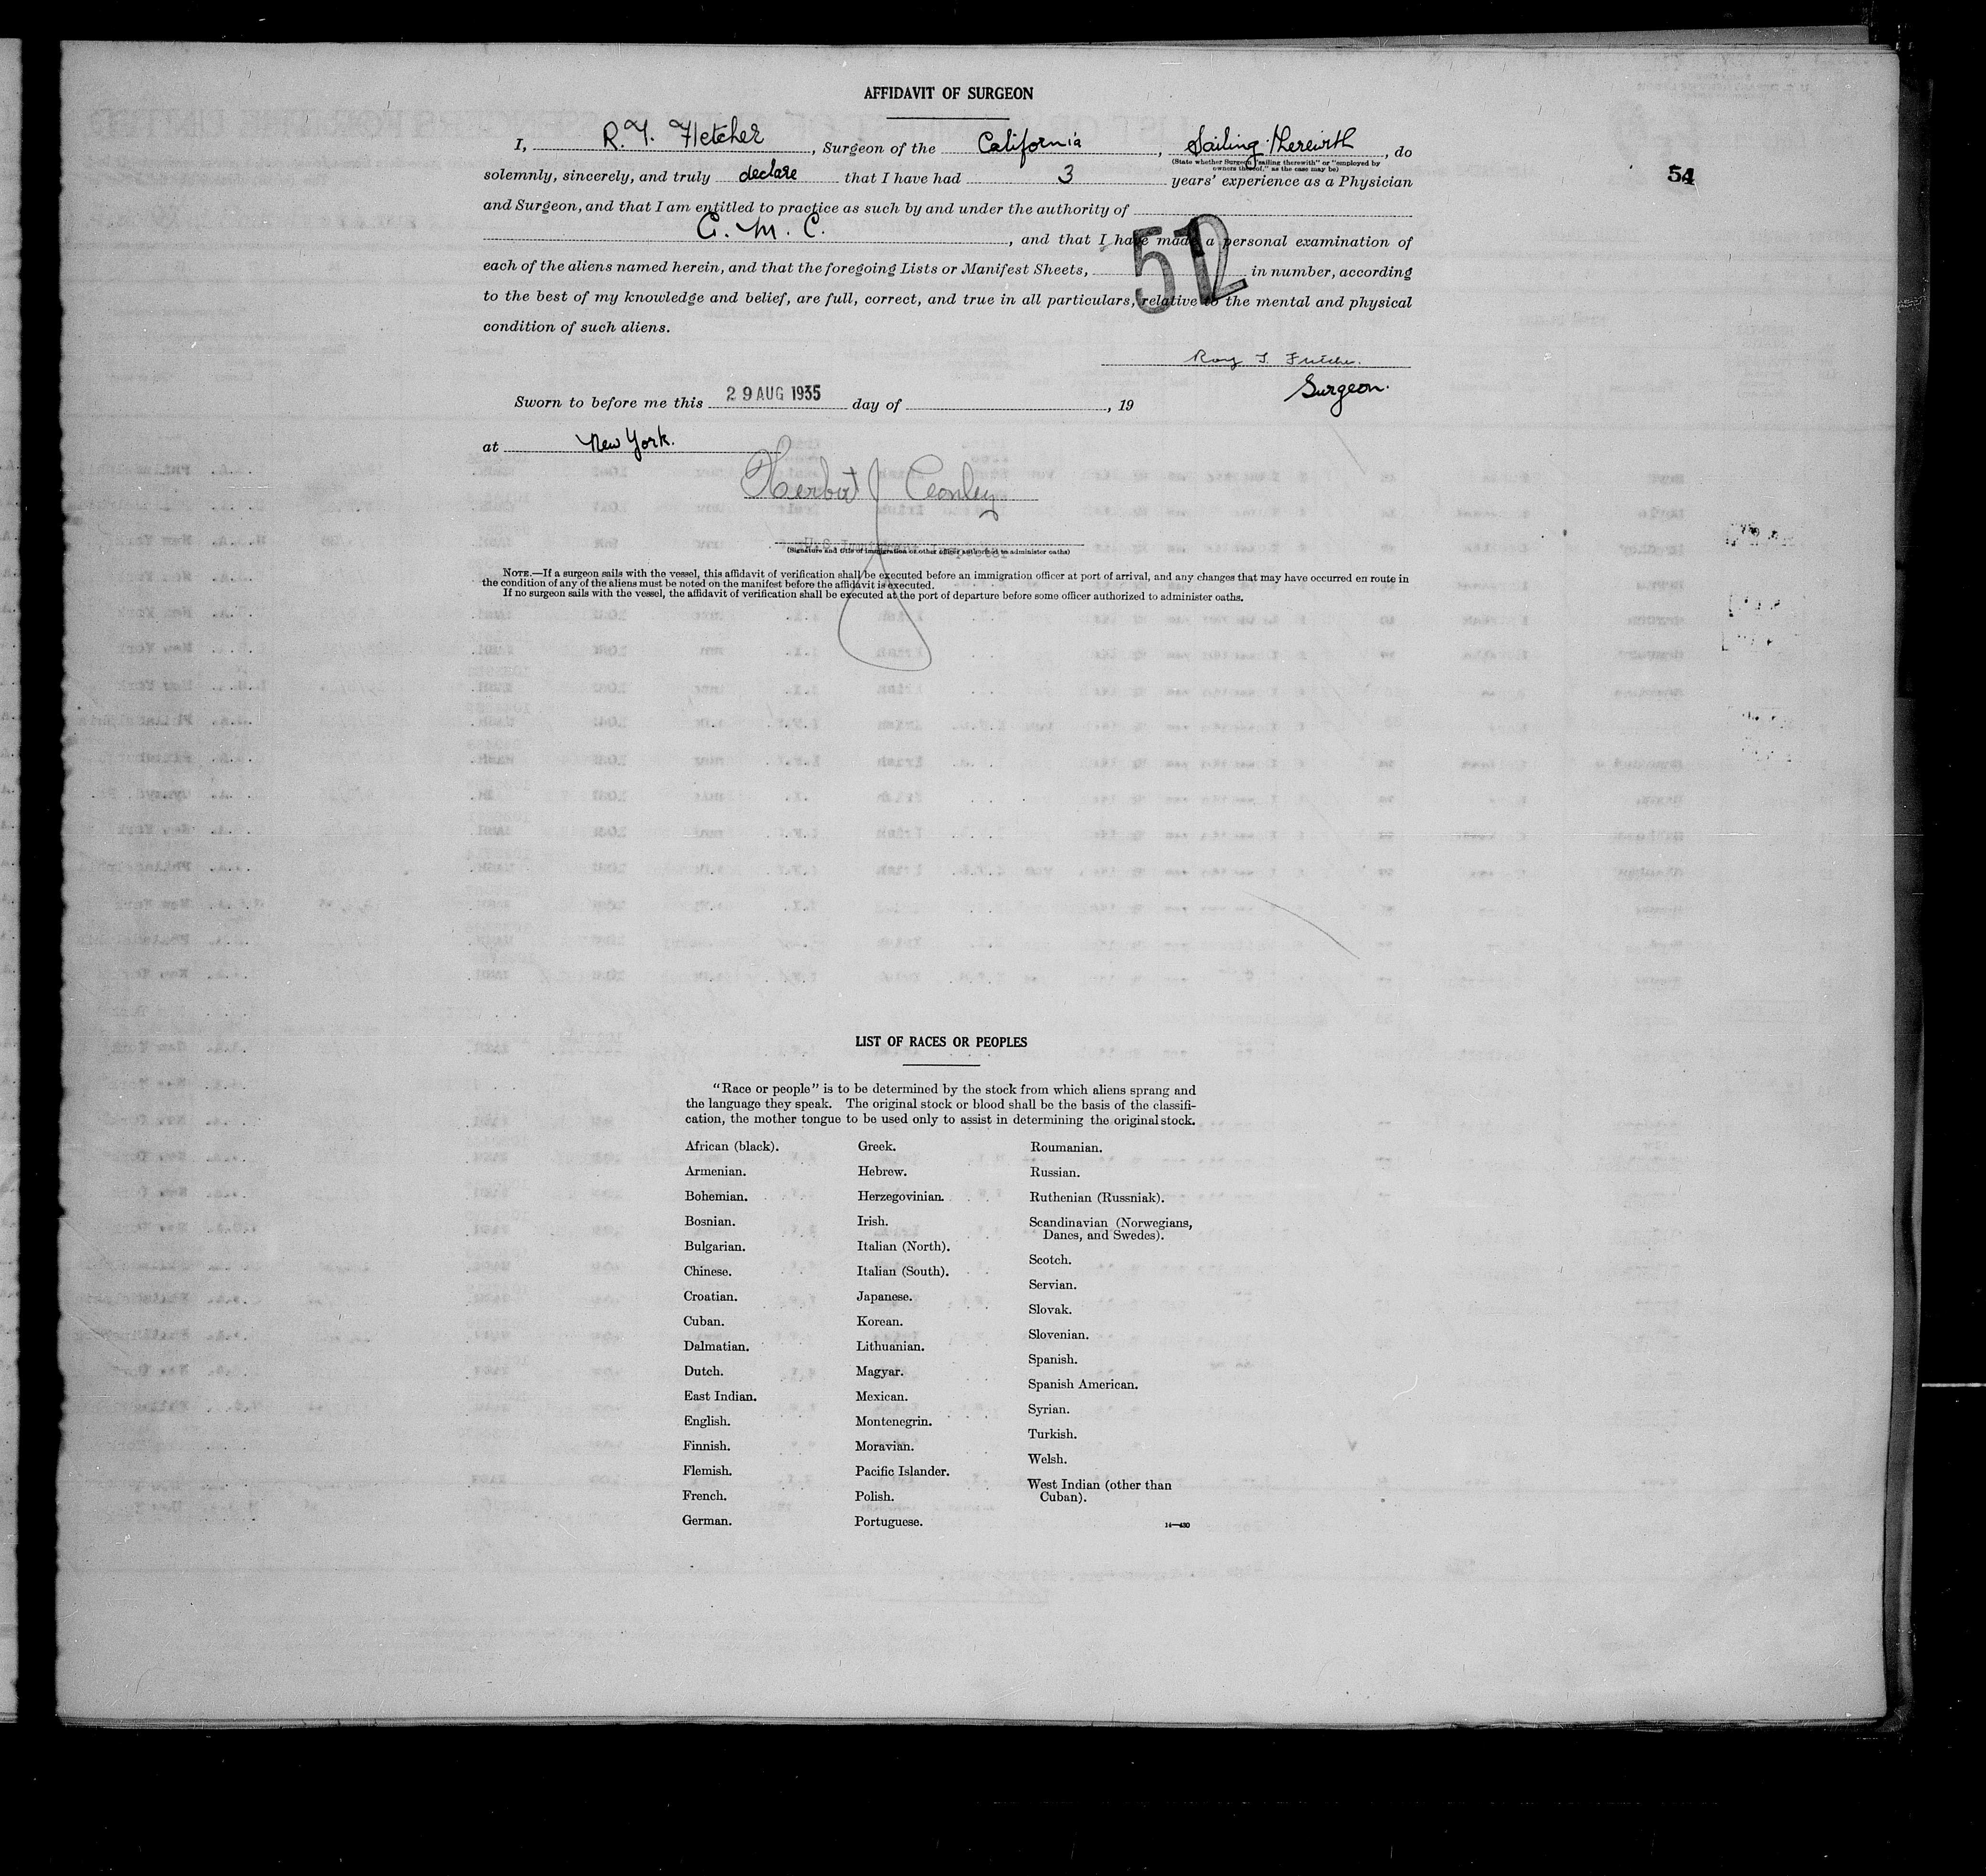 AFFIDAVIT OF SURGEON
I, R. Y. Fletcher, Surgeon of the California, Sailing therewith, do
(State whether Surgeon "sailing therewith" or "employed by
owners thereof," as the case may be)
54
solemnly, sincerely, and truly declare that I have had 3 years' experience as a Physician
and Surgeon, and that I am entitled to practice as such by and under the authority of
G. M. C., and that I have made a personal examination of
each of the aliens named herein, and that the foregoing Lists or Manifest Sheets, in number, according
to the best of my knowledge and belief, are full, correct, and true in all particulars, relative to the mental and physical
condition of such aliens.
Surgeon.
Sworn to before me this 29 AUG 1935 day of , 19
at New York.
Herbert J Conley
(Signature and title of immigration or other officer authorized to administer oaths)
NOTE.—If a surgeon sails with the vessel, this affidavit of verification shall be executed before an immigration officer at port of arrival, and any changes that may have occurred en route in
the condition of any of the aliens must be noted on the manifest before the affidavit is executed.
If no surgeon sails with the vessel, the affidavit of verification shall be executed at the port of departure before some officer authorized to administer oaths.
LIST OF RACES OR PEOPLES
"Race or people" is to be determined by the stock from which aliens sprang and
the language they speak. The original stock or blood shall be the basis of the classifi-
cation, the mother tongue to be used only to assist in determining the original stock.
African (black).
Armenian.
Bohemian.
Bosnian.
Bulgarian.
Chinese.
Croatian.
Cuban.
Dalmatian.
Dutch.
East Indian.
English.
Finnish.
Flemish.
French.
German.
Greek.
Hebrew.
Herzegovinian.
Irish.
Italian (North).
Italian (South).
Japanese.
Korean.
Lithuanian.
Magyar.
Mexican.
Montenegrin.
Moravian.
Pacific Islander.
Polish.
Portuguese.
Roumanian.
Russian.
Ruthenian (Russniak).
Scandinavian (Norwegians,
Danes, and Swedes).
Scotch.
Servian.
Slovak.
Slovenian.
Spanish.
Spanish American.
Syrian.
Turkish.
Welsh.
West Indian (other than
Cuban).
14—430